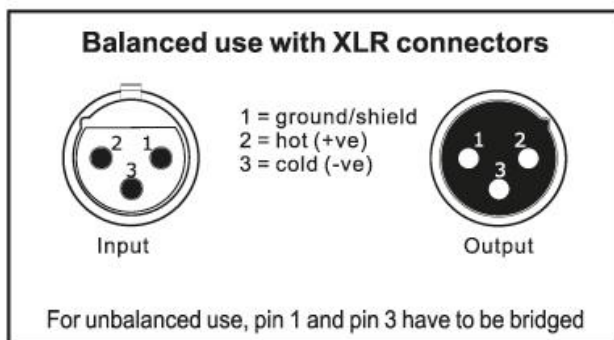 Balanced use with XLR connectors
1 = ground/shield
2 = hot (+ve)
3 = cold (-ve)
2 1
3
Input
1 2
3
Output
For unbalanced use, pin 1 and pin 3 have to be bridged